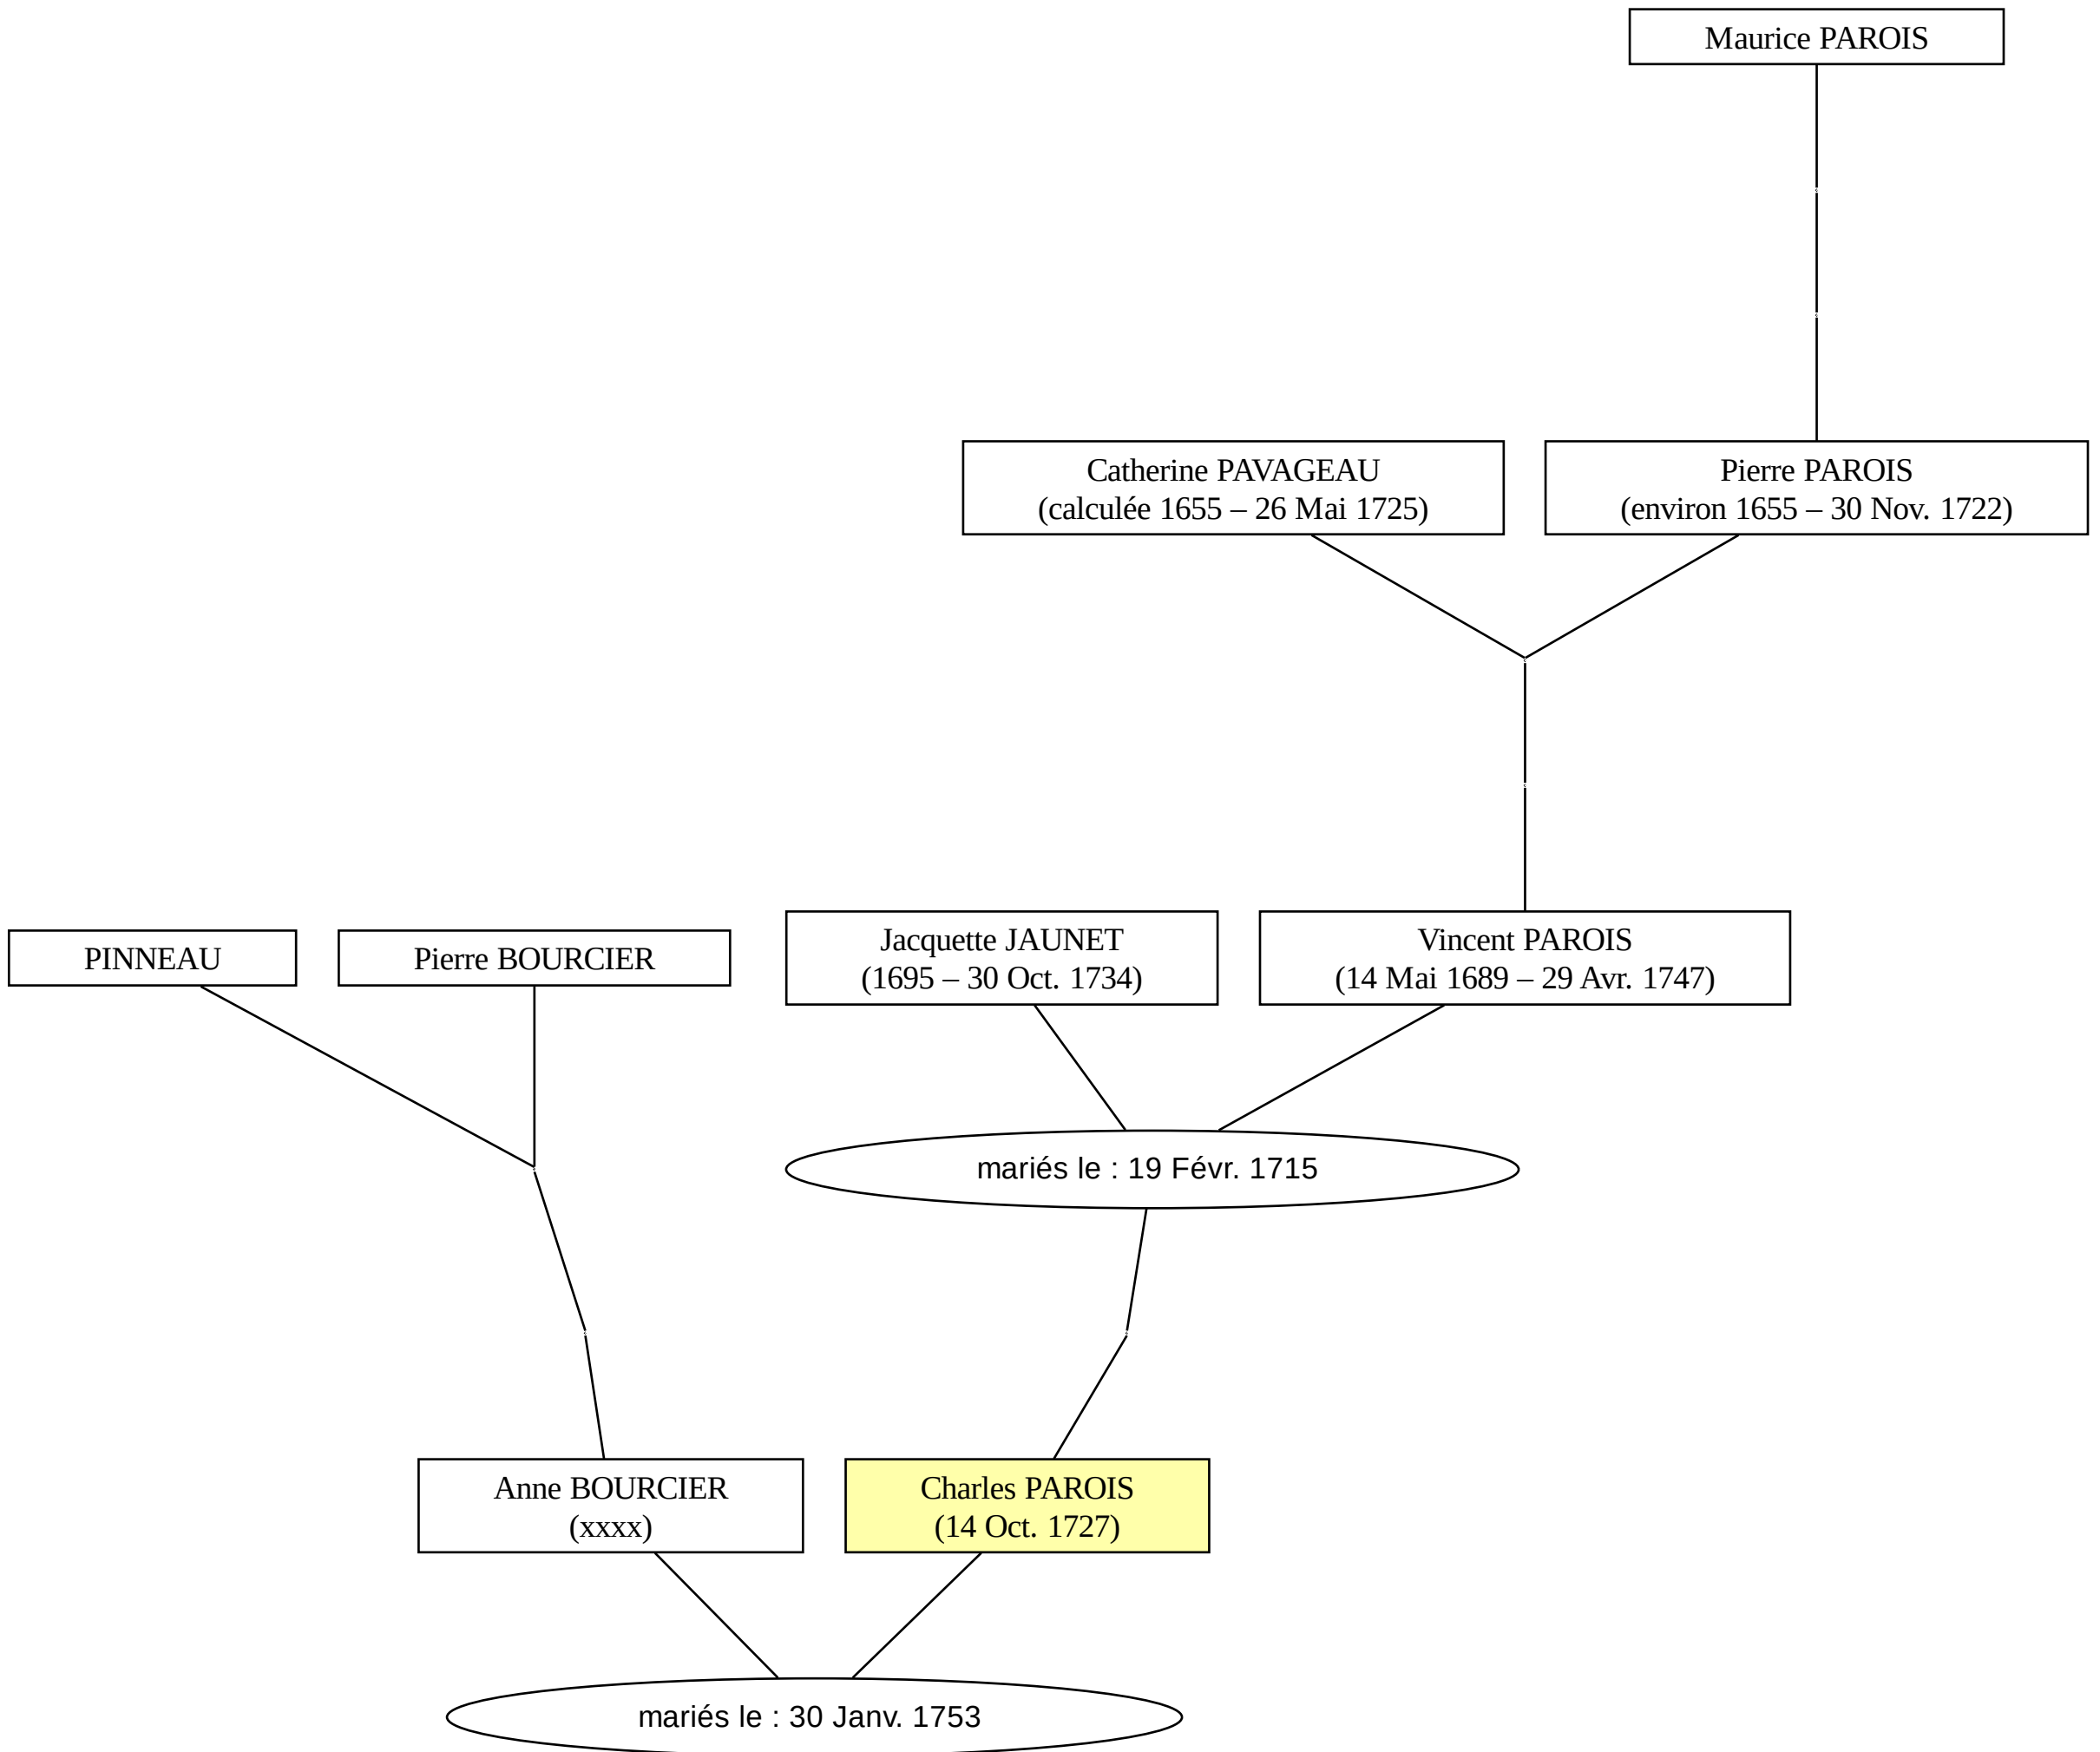 Maurice PAROIS
Catherine PAVAGEAU
(calculée 1655 – 26 Mai 1725)
Pierre PAROIS
(environ 1655 – 30 Nov. 1722)
PINNEAU
Pierre BOURCIER
Jacquette JAUNET
(1695 – 30 Oct. 1734)
Vincent PAROIS
(14 Mai 1689 – 29 Avr. 1747)
mariés le : 19 Févr. 1715
Anne BOURCIER
(xxxx)
Charles PAROIS
(14 Oct. 1727)
mariés le : 30 Janv. 1753